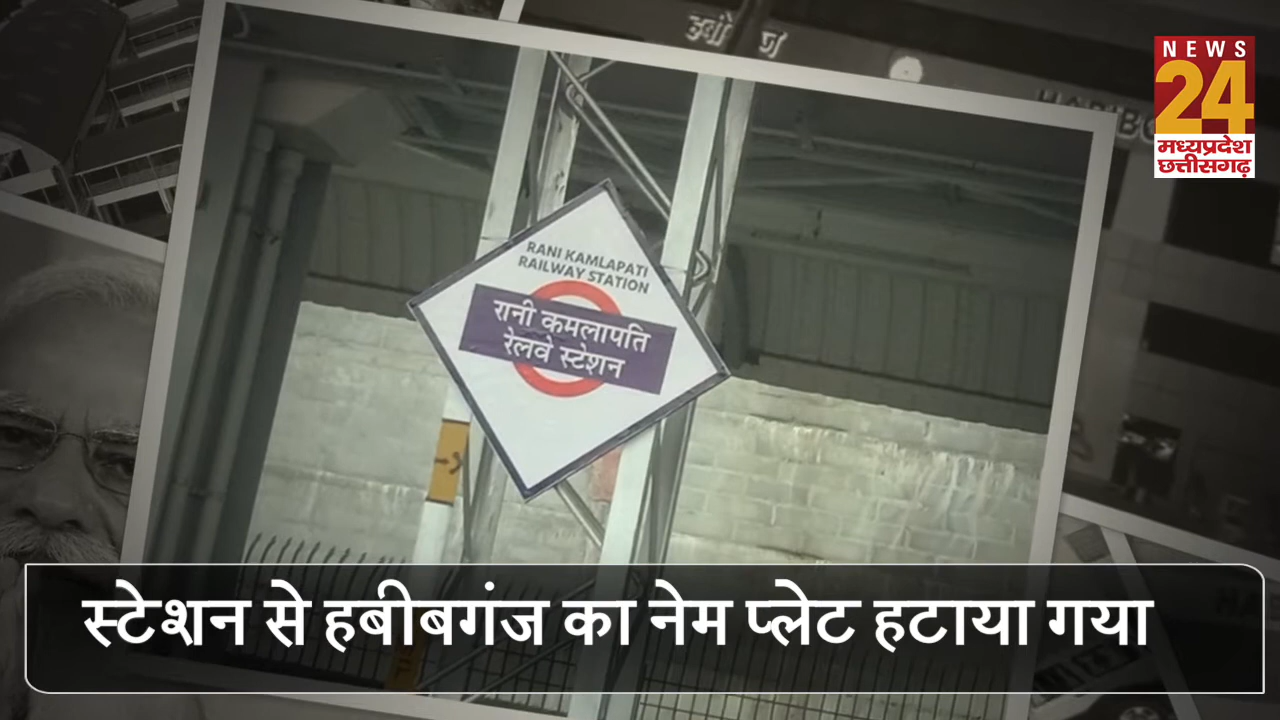 NEWS
24
मध्यप्रदेश
छत्तीसगढ़
RANI KAMLAPATI
RAILWAY STATION
रानी कमलापति
रेलवे स्टेशन
स्टेशन से हबीबगंज का नेम प्लेट हटाया गया